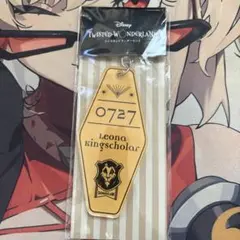 Disney
TWISTED-WONDERLAND
0727
Leona
Kingscholar